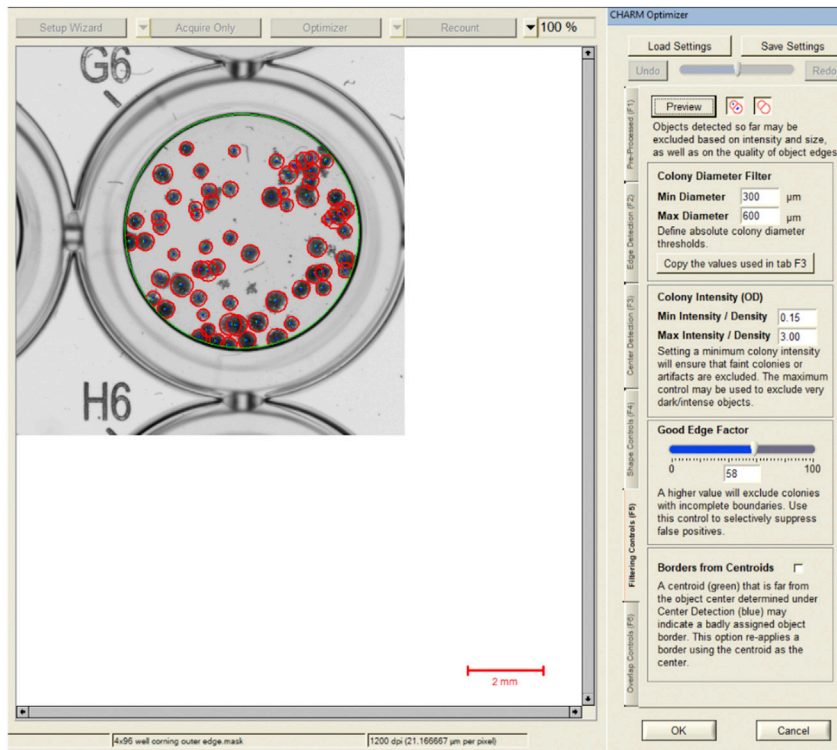 CHARM Optimizer
Setup Wizard
Acquire Only
Optimizer
Recount
100 %
Load Settings
Save Settings
Undo
Redo
G6
H6
2 mm
Pre-Processed (F1)
Edge Detection (F2)
Center Detection (F3)
Shape Controls (F4)
Filtering Controls (F5)
Overlap Controls (F6)
Preview
Objects detected so far may be
excluded based on intensity and size,
as well as on the quality of object edges
Colony Diameter Filter
Min Diameter 300 µm
Max Diameter 600 µm
Define absolute colony diameter
thresholds.
Copy the values used in tab F3
Colony Intensity (OD)
Min Intensity / Density 0.15
Max Intensity / Density 3.00
Setting a minimum colony intensity
will ensure that faint colonies or
artifacts are excluded. The maximum
control may be used to exclude very
dark/intense objects.
Good Edge Factor
0 100
58
A higher value will exclude colonies
with incomplete boundaries. Use
this control to selectively suppress
false positives.
Borders from Centroids
A centroid (green) that is far from
the object center determined under
Center Detection (blue) may
indicate a badly assigned object
border. This option re-applies a
border using the centroid as the
center.
OK
Cancel
4x96 well corning outer edge.mask
1200 dpi (21.166667 µm per pixel)